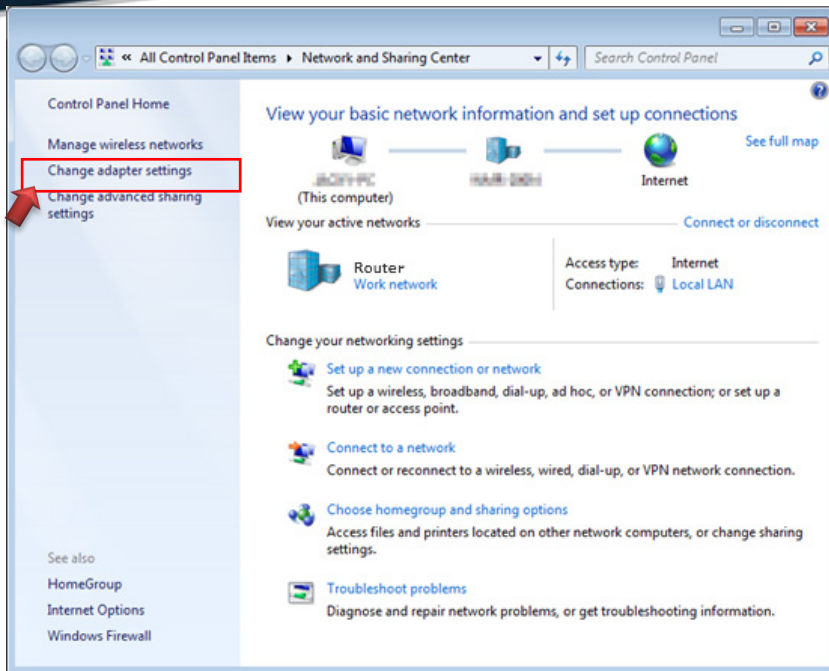 « All Control Panel Items ▸ Network and Sharing Center
Search Control Panel
Control Panel Home
Manage wireless networks
Change adapter settings
Change advanced sharing
settings
See also
HomeGroup
Internet Options
Windows Firewall
View your basic network information and set up connections
See full map
(This computer)
Internet
View your active networks
Connect or disconnect
Router
Work network
Access type: Internet
Connections: Local LAN
Change your networking settings
Set up a new connection or network
Set up a wireless, broadband, dial-up, ad hoc, or VPN connection; or set up a
router or access point.
Connect to a network
Connect or reconnect to a wireless, wired, dial-up, or VPN network connection.
Choose homegroup and sharing options
Access files and printers located on other network computers, or change sharing
settings.
Troubleshoot problems
Diagnose and repair network problems, or get troubleshooting information.